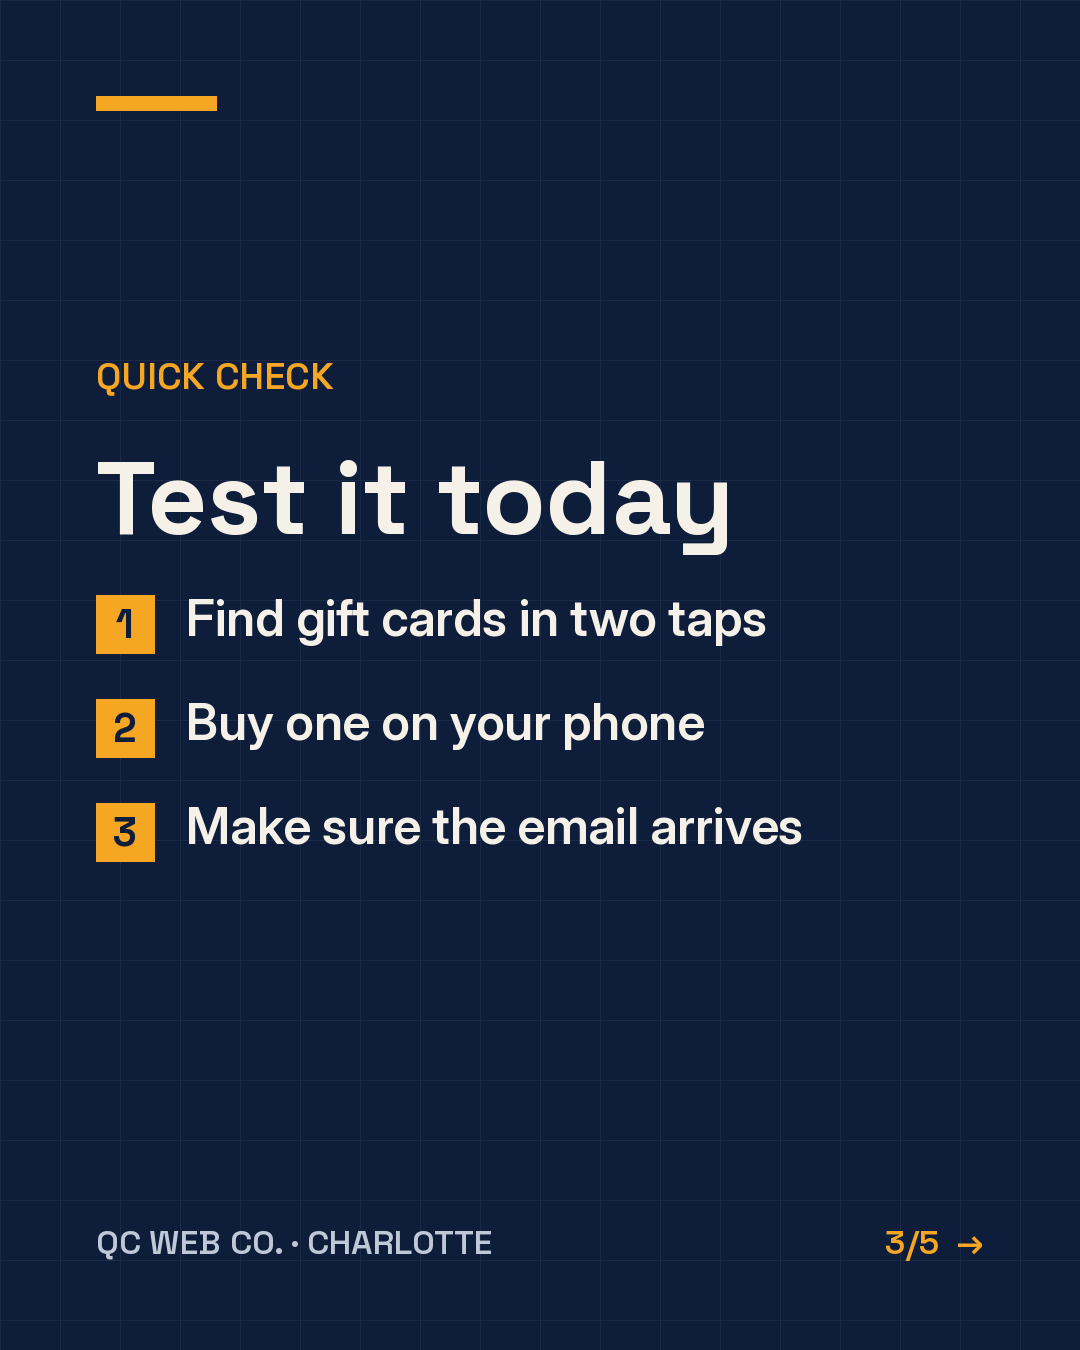 QUICK CHECK
Test it today
1 Find gift cards in two taps
2 Buy one on your phone
3 Make sure the email arrives
QC WEB CO. · CHARLOTTE 3/5 →